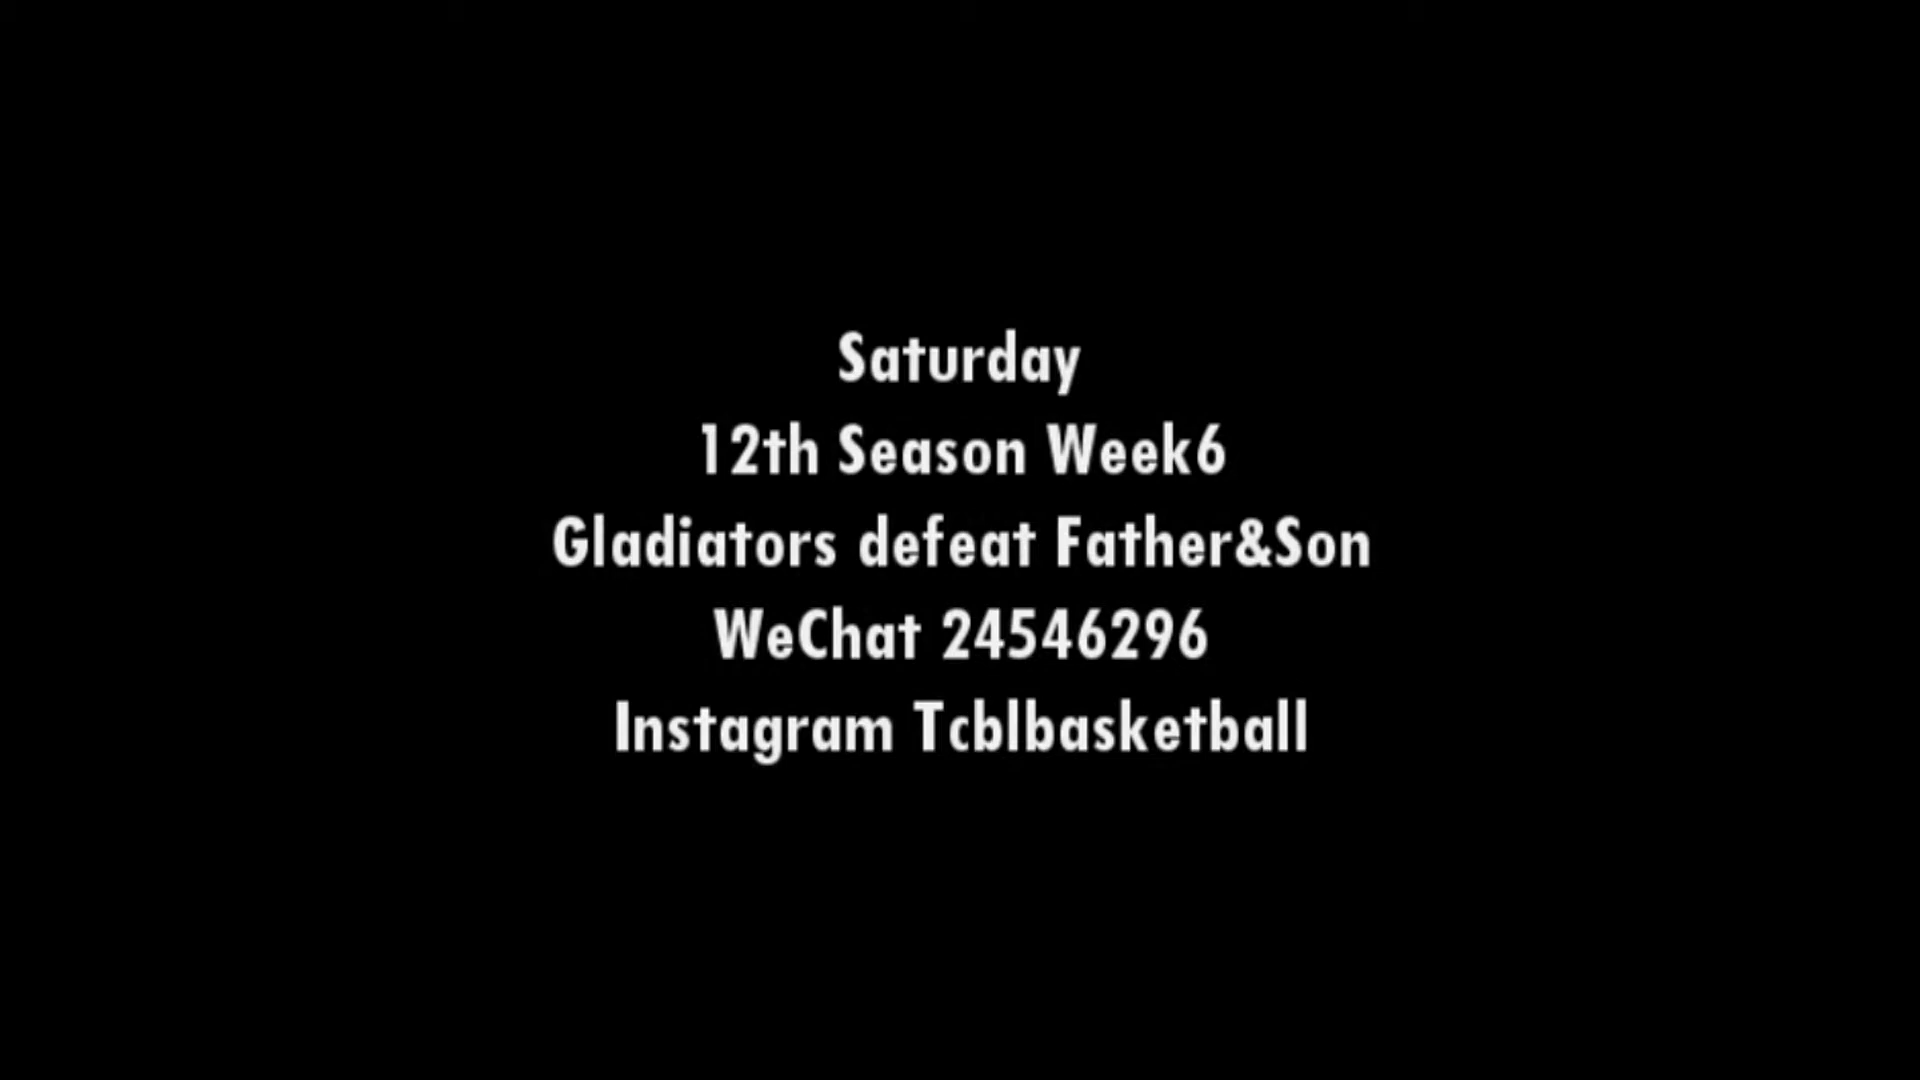 Saturday
12th Season Week6
Gladiators defeat Father&Son
WeChat 24546296
Instagram Tcblbasketball